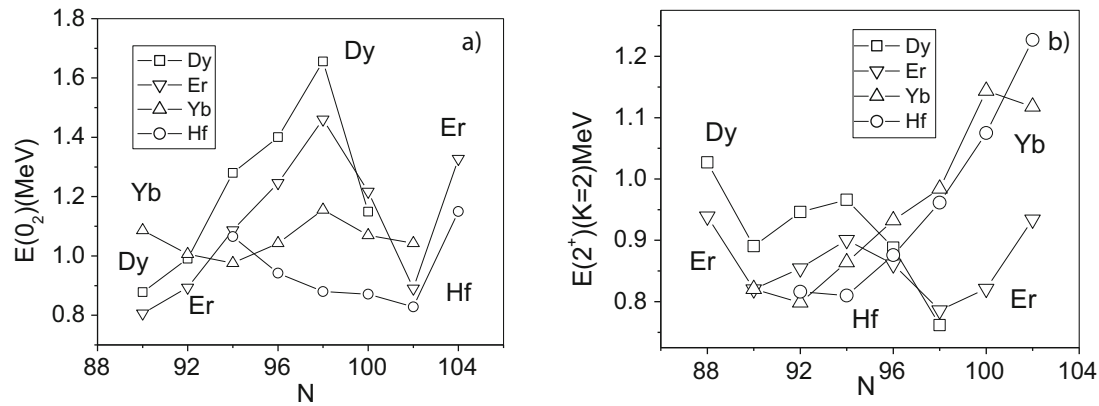 a)
1.8
1.6
1.4
1.2
1.0
0.8
E(0₂)(MeV)
Dy
Er
Yb
Hf
Dy
Er
Yb
Dy
Er
Hf
88 92 96 100 104
N
b)
1.2
1.1
1.0
0.9
0.8
E(2⁺)(K=2)MeV
Dy
Er
Yb
Hf
Dy
Yb
Er
Hf
Er
88 92 96 100 104
N